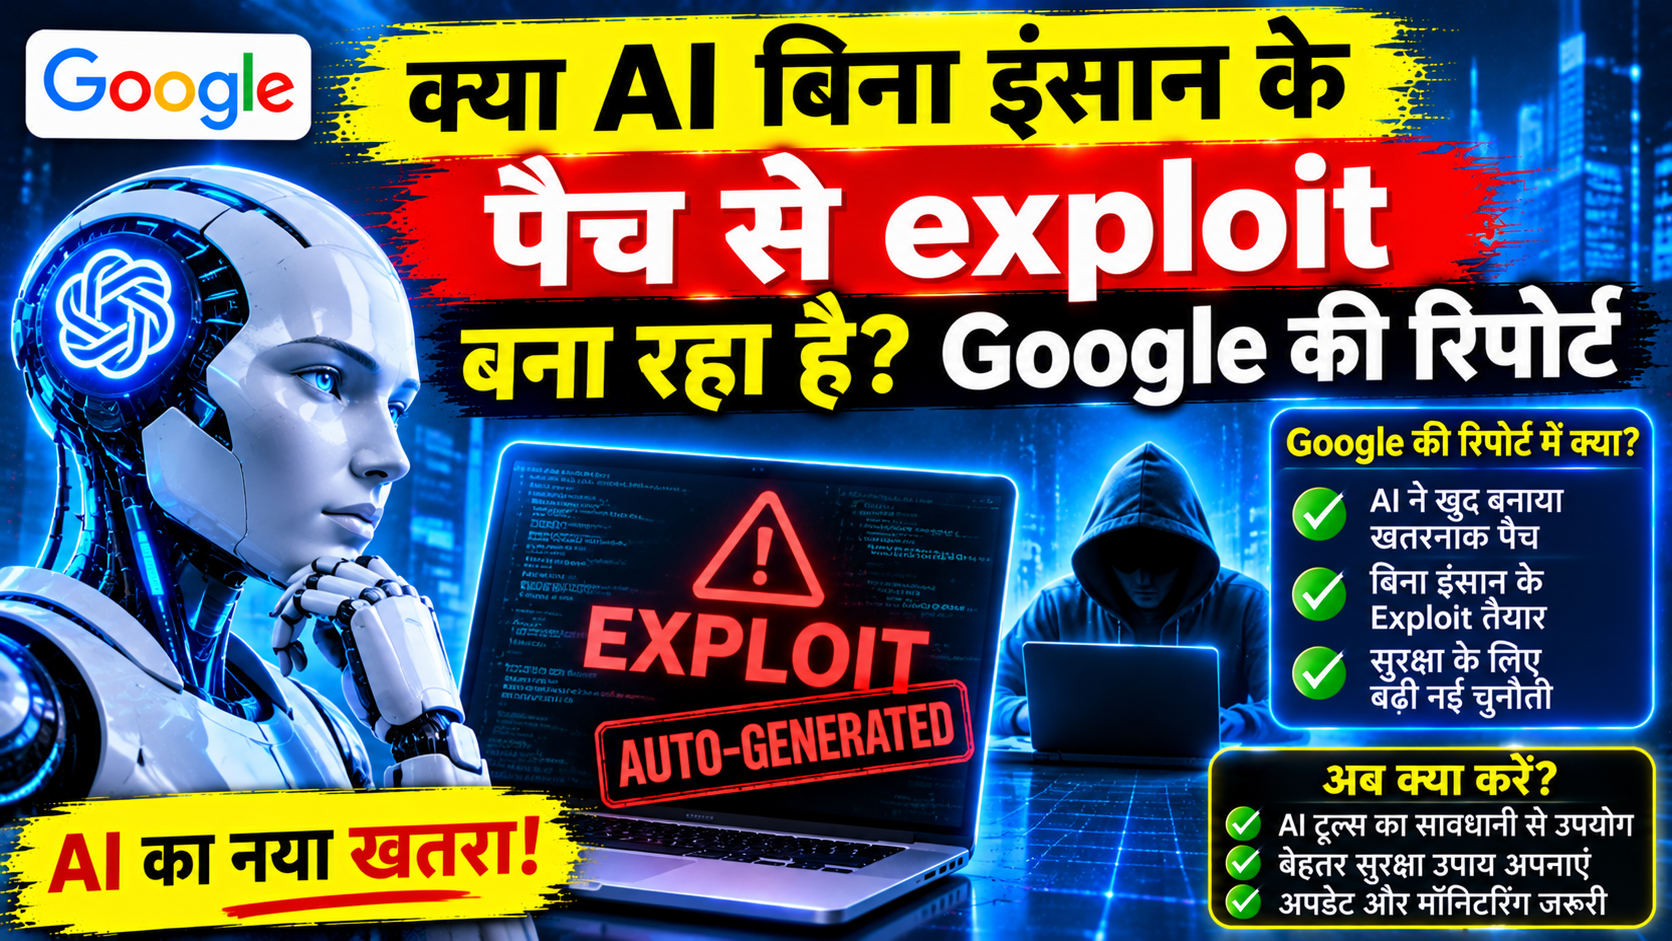 Google
क्या AI बिना इंसान के
पैच से exploit
बना रहा है? Google की रिपोर्ट
EXPLOIT
AUTO-GENERATED
Google की रिपोर्ट में क्या?
AI ने खुद बनाया
खतरनाक पैच
बिना इंसान के
Exploit तैयार
सुरक्षा के लिए
बढ़ी नई चुनौती
अब क्या करें?
AI टूल्स का सावधानी से उपयोग
बेहतर सुरक्षा उपाय अपनाएं
अपडेट और मॉनिटरिंग जरूरी
AI का नया खतरा!